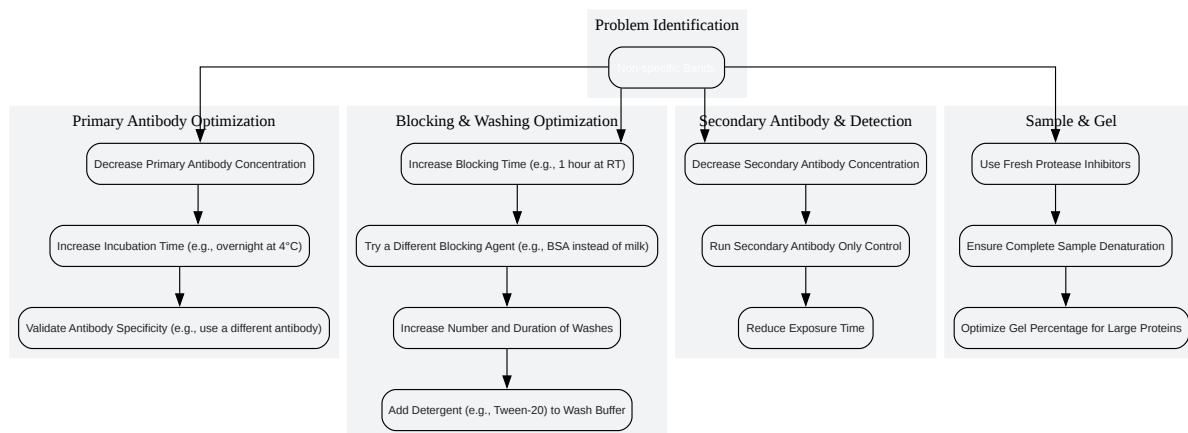 Problem Identification
Non-specific Bands
Primary Antibody Optimization
Decrease Primary Antibody Concentration
Increase Incubation Time (e.g., overnight at 4°C)
Validate Antibody Specificity (e.g., use a different antibody)
Blocking & Washing Optimization
Increase Blocking Time (e.g., 1 hour at RT)
Try a Different Blocking Agent (e.g., BSA instead of milk)
Increase Number and Duration of Washes
Add Detergent (e.g., Tween-20) to Wash Buffer
Secondary Antibody & Detection
Decrease Secondary Antibody Concentration
Run Secondary Antibody Only Control
Reduce Exposure Time
Sample & Gel
Use Fresh Protease Inhibitors
Ensure Complete Sample Denaturation
Optimize Gel Percentage for Large Proteins